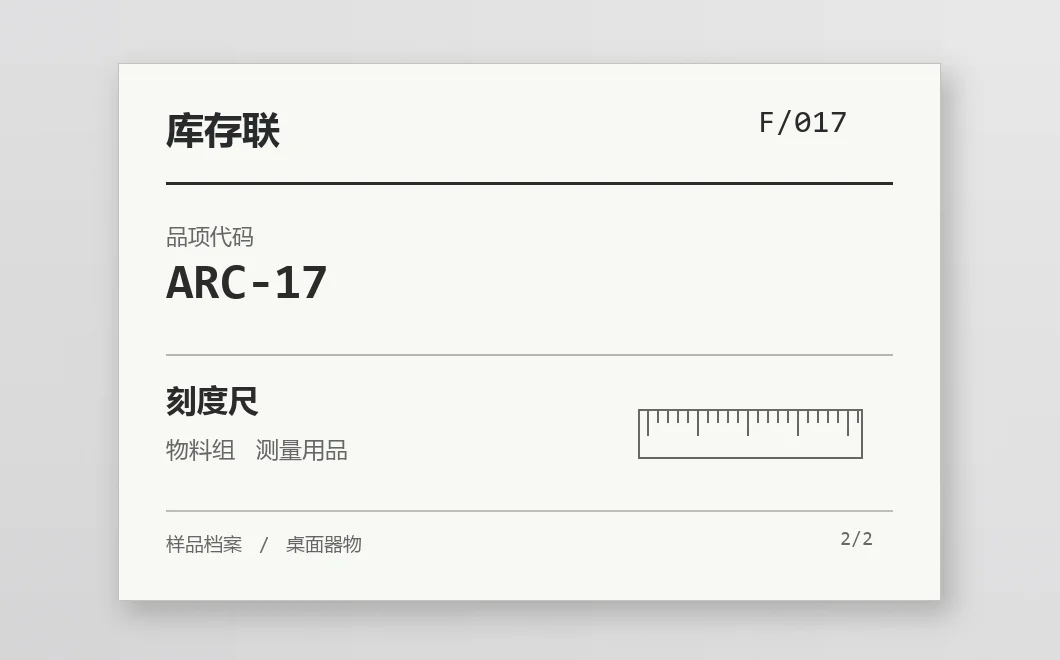 库存联
F/017
品项代码
ARC-17
刻度尺
物料组 测量用品
样品档案 / 桌面器物
2/2